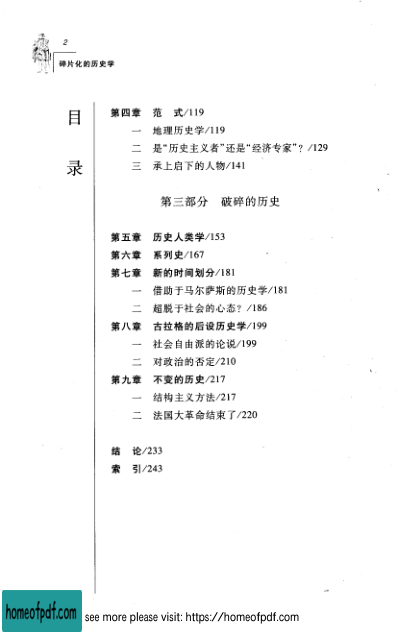 2
碎片化的历史学
目
录
第四章 范 式/119
一 地理历史学/119
二 是“历史主义者”还是“经济专家”？/129
三 承上启下的人物/141
第三部分 破碎的历史
第五章 历史人类学/153
第六章 系列史/167
第七章 新的时间划分/181
一 借助于马尔萨斯的历史学/181
二 超脱于社会的心态？/186
第八章 古拉格的后设历史学/199
一 社会自由派的论说/199
二 对政治的否定/210
第九章 不变的历史/217
一 结构主义方法/217
二 法国大革命结束了/220
结 论/233
索 引/243
homeofpdf.com
see more please visit: https://homeofpdf.com